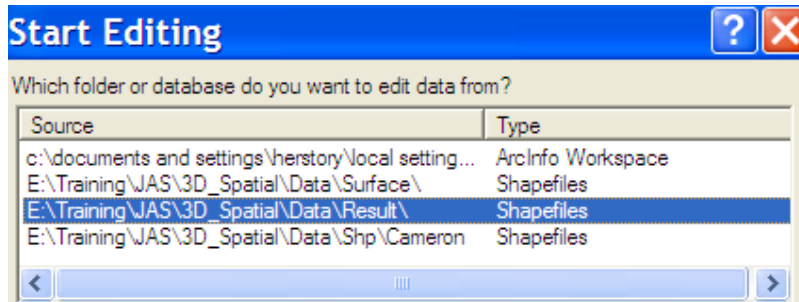 Start Editing
Which folder or database do you want to edit data from?
Source Type
c:\documents and settings\herstory\local setting... ArcInfo Workspace
E:\Training\JAS\3D_Spatial\Data\Surface\ Shapefiles
E:\Training\JAS\3D_Spatial\Data\Result\ Shapefiles
E:\Training\JAS\3D_Spatial\Data\Shp\Cameron Shapefiles